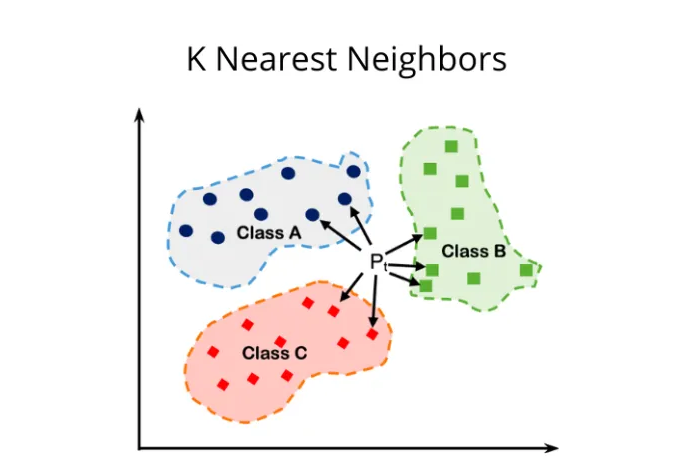 K Nearest Neighbors
Class A
Class B
Pt
Class C